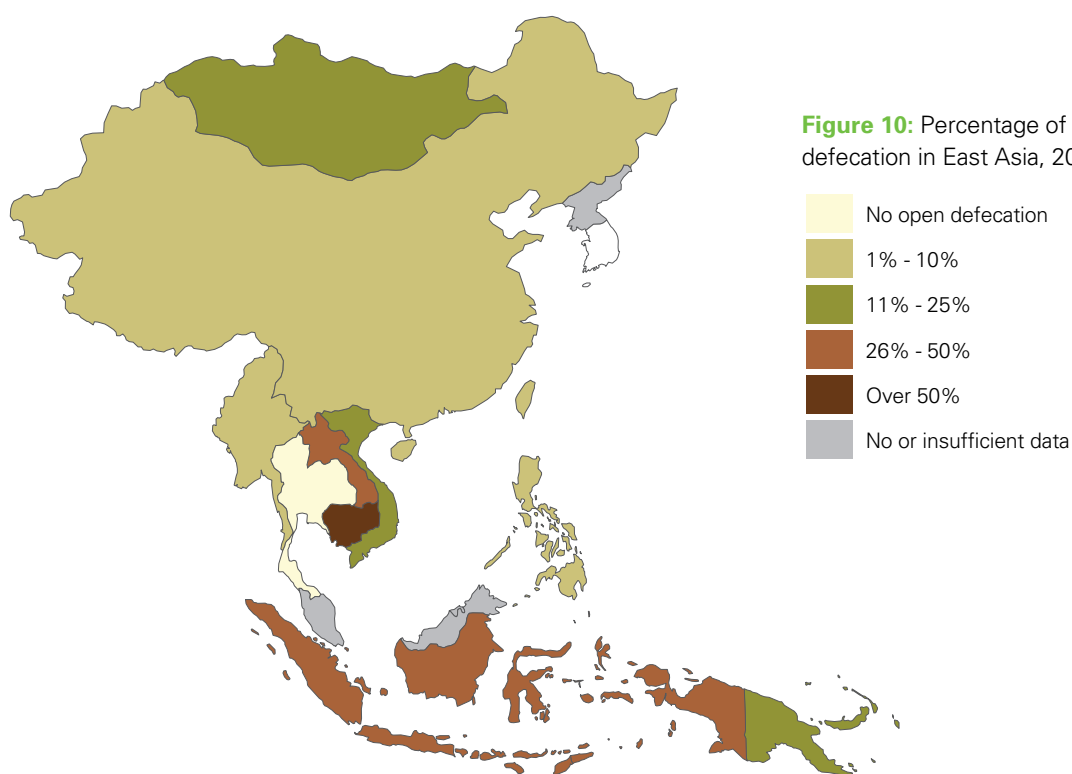 Figure 10: Percentage of
defecation in East Asia, 20
No open defecation
1% - 10%
11% - 25%
26% - 50%
Over 50%
No or insufficient data